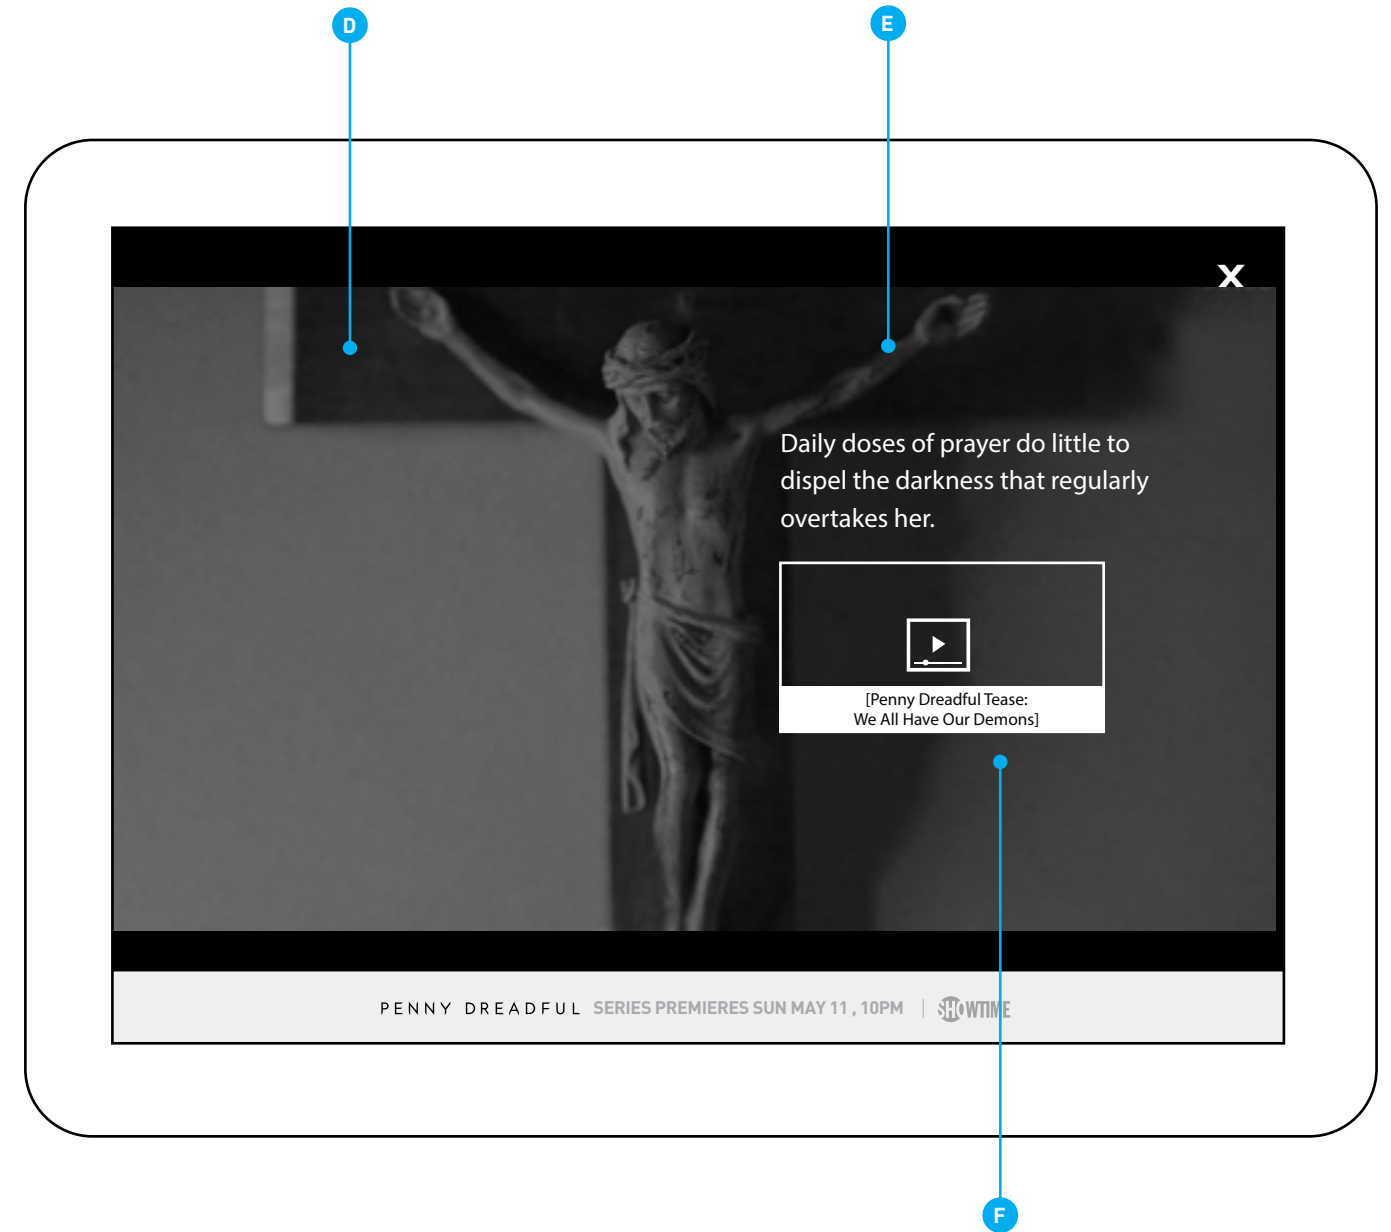 D
E
X
Daily doses of prayer do little to
dispel the darkness that regularly
overtakes her.
[Penny Dreadful Tease:
We All Have Our Demons]
PENNY DREADFUL SERIES PREMIERES SUN MAY 11 , 10PM | SHOWTIME
F